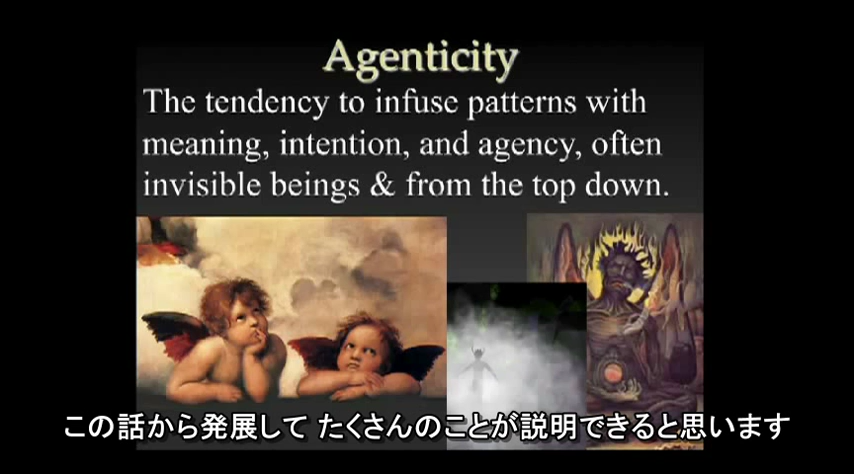 Agenticity
The tendency to infuse patterns with
meaning, intention, and agency, often
invisible beings & from the top down.
この話から発展して たくさんのことが説明できると思います